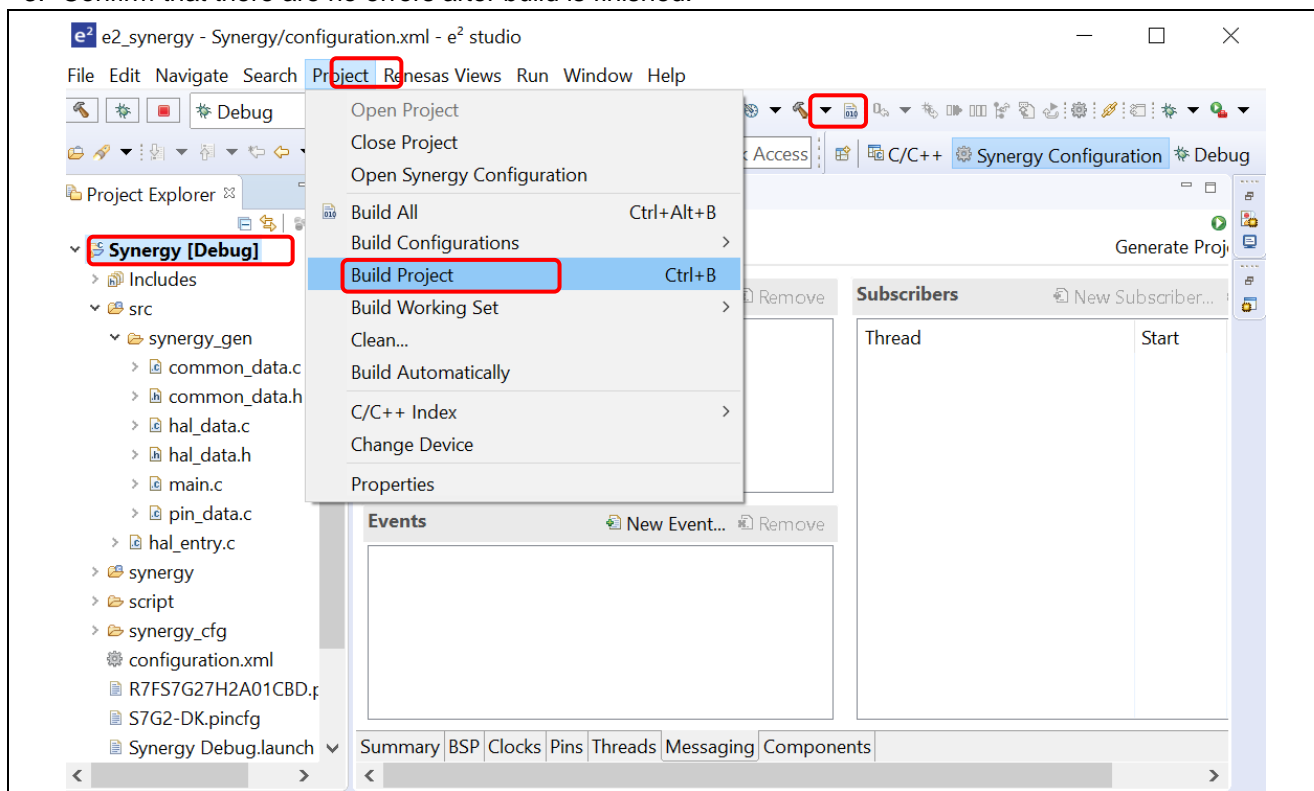 e² e2_synergy - Synergy/configuration.xml - e² studio
File Edit Navigate Search Project Renesas Views Run Window Help
Debug
Access C/C++ Synergy Configuration Debug
Project Explorer
Generate Proj
Synergy [Debug]
Includes
src
synergy_gen
common_data.c
common_data.h
hal_data.c
hal_data.h
main.c
pin_data.c
hal_entry.c
synergy
script
synergy_cfg
configuration.xml
R7FS7G27H2A01CBD.p
S7G2-DK.pincfg
Synergy Debug.launch
Open Project
Close Project
Open Synergy Configuration
Build All Ctrl+Alt+B
Build Configurations >
Build Project Ctrl+B
Build Working Set >
Clean...
Build Automatically
C/C++ Index >
Change Device
Properties
Remove
Subscribers New Subscriber...
Thread Start
Events New Event... Remove
Summary BSP Clocks Pins Threads Messaging Components